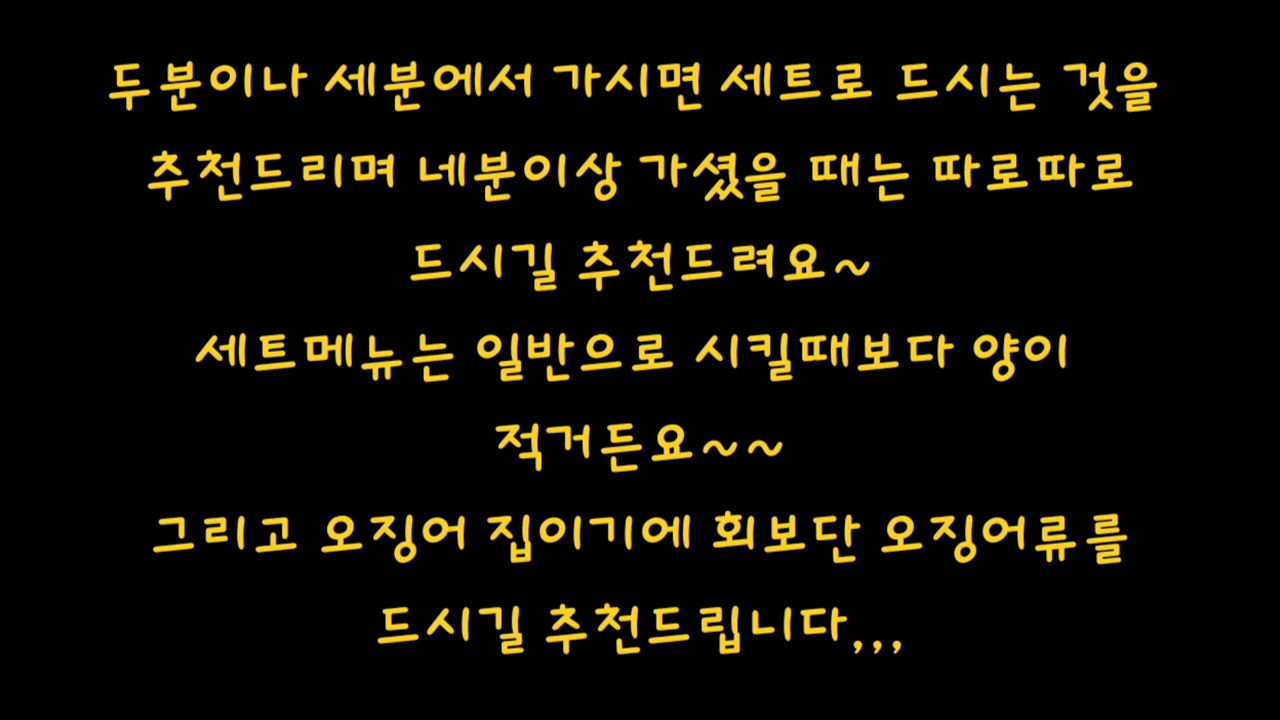 두분이나 세분에서 가시면 세트로 드시는 것을
추천드리며 네분이상 가셨을 때는 따로따로
드시길 추천드려요~
세트메뉴는 일반으로 시킬때보다 양이
적거든요~~
그리고 오징어 집이기에 회보단 오징어류를
드시길 추천드립니다,,,